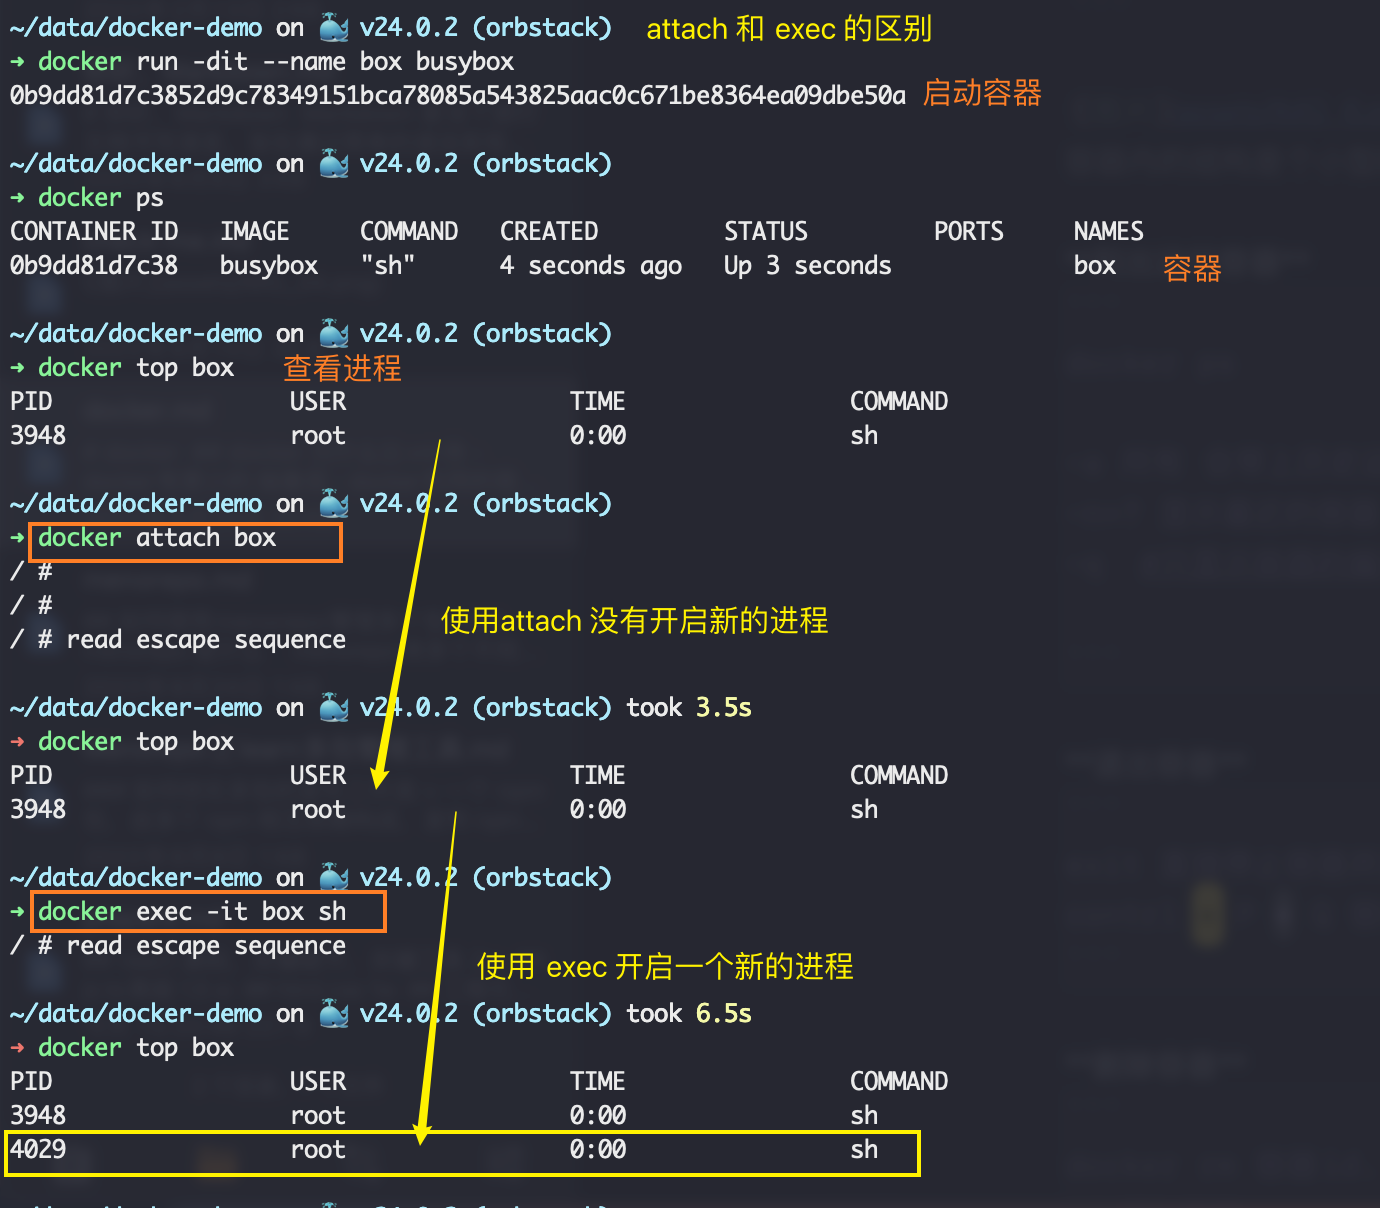 ~/data/docker-demo on 🐳 v24.0.2 (orbstack) attach 和 exec 的区别
➜ docker run -dit --name box busybox
0b9dd81d7c3852d9c78349151bca78085a543825aac0c671be8364ea09dbe50a 启动容器
~/data/docker-demo on 🐳 v24.0.2 (orbstack)
➜ docker ps
CONTAINER ID IMAGE COMMAND CREATED STATUS PORTS NAMES
0b9dd81d7c38 busybox "sh" 4 seconds ago Up 3 seconds box 容器
~/data/docker-demo on 🐳 v24.0.2 (orbstack)
➜ docker top box 查看进程
PID USER TIME COMMAND
3948 root 0:00 sh
~/data/docker-demo on 🐳 v24.0.2 (orbstack)
➜ docker attach box
/ #
/ #
使用attach 没有开启新的进程
/ # read escape sequence
~/data/docker-demo on 🐳 v24.0.2 (orbstack) took 3.5s
➜ docker top box
PID USER TIME COMMAND
3948 root 0:00 sh
~/data/docker-demo on 🐳 v24.0.2 (orbstack)
➜ docker exec -it box sh
/ # read escape sequence
使用 exec 开启一个新的进程
~/data/docker-demo on 🐳 v24.0.2 (orbstack) took 6.5s
➜ docker top box
PID USER TIME COMMAND
3948 root 0:00 sh
4029 root 0:00 sh